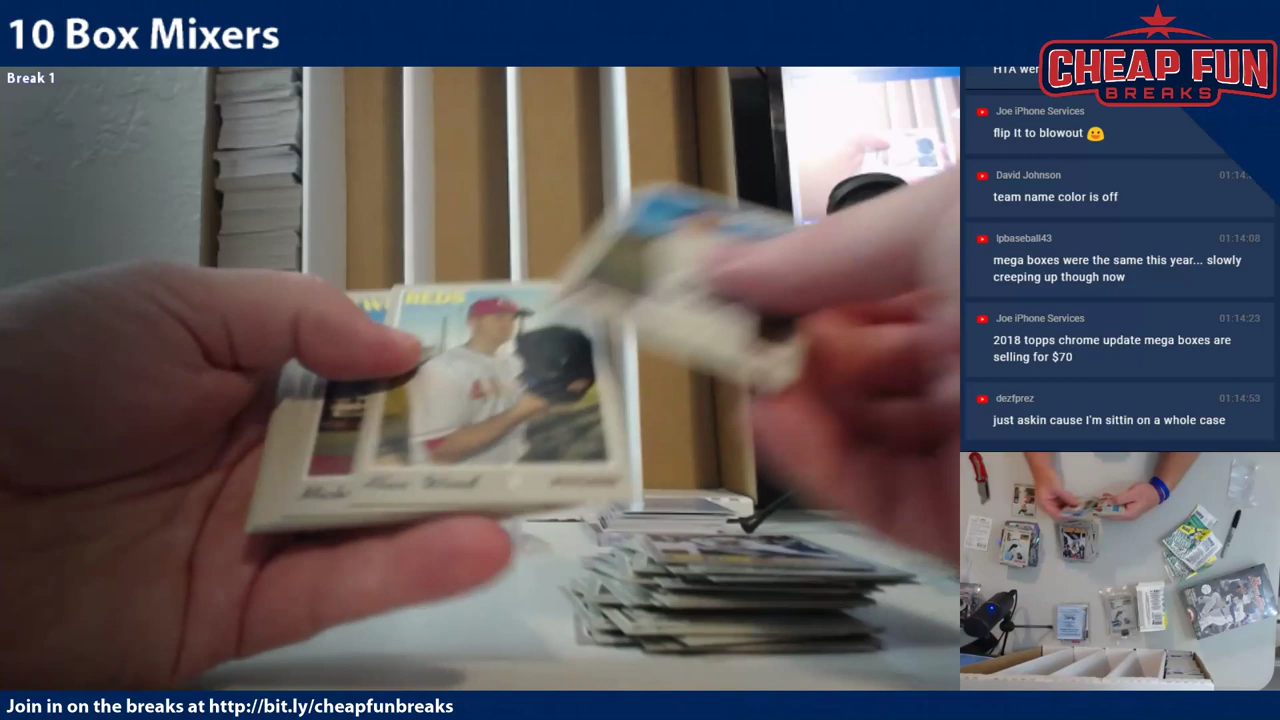 10 Box Mixers
CHEAP FUN
BREAKS
Break 1
Joe iPhone Services
flip It to blowout 😛
David Johnson
team name color is off
lpbaseball43 01:14:08
mega boxes were the same this year... slowly
creeping up though now
Joe iPhone Services 01:14:23
2018 topps chrome update mega boxes are
selling for $70
dezfprez 01:14:53
just askin cause I'm sittin on a whole case
REDS
Join in on the breaks at http://bit.ly/cheapfunbreaks